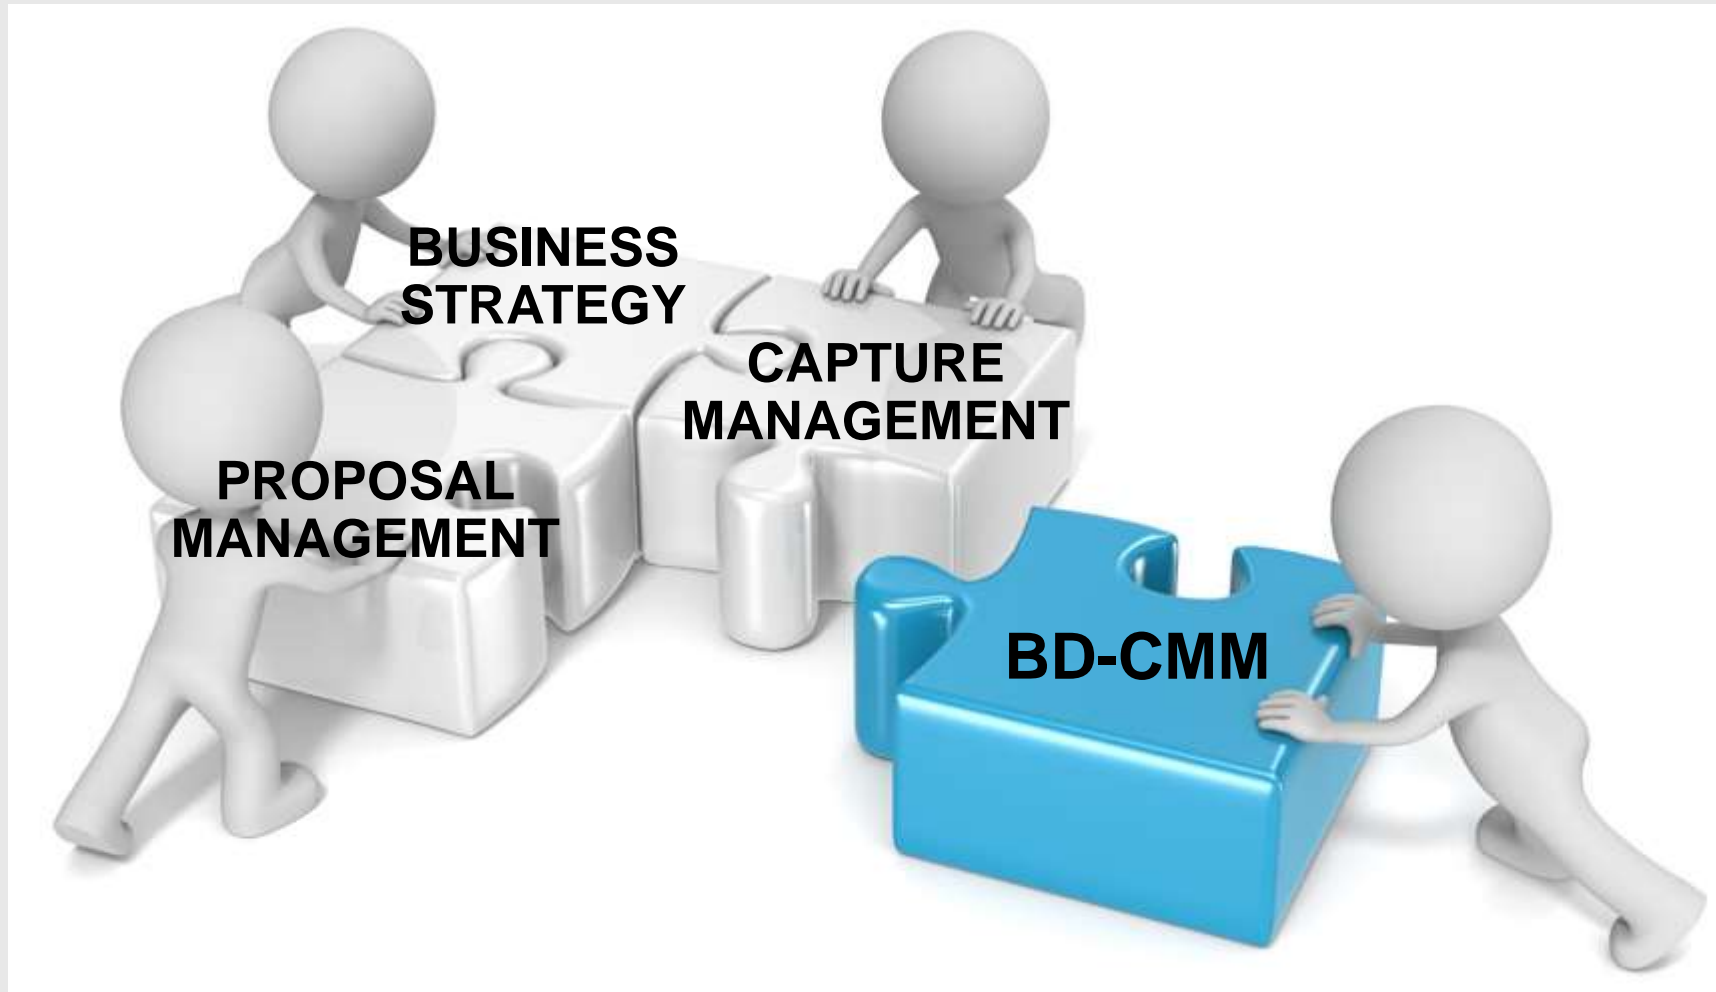 BUSINESS
STRATEGY
CAPTURE
MANAGEMENT
PROPOSAL
MANAGEMENT
BD-CMM